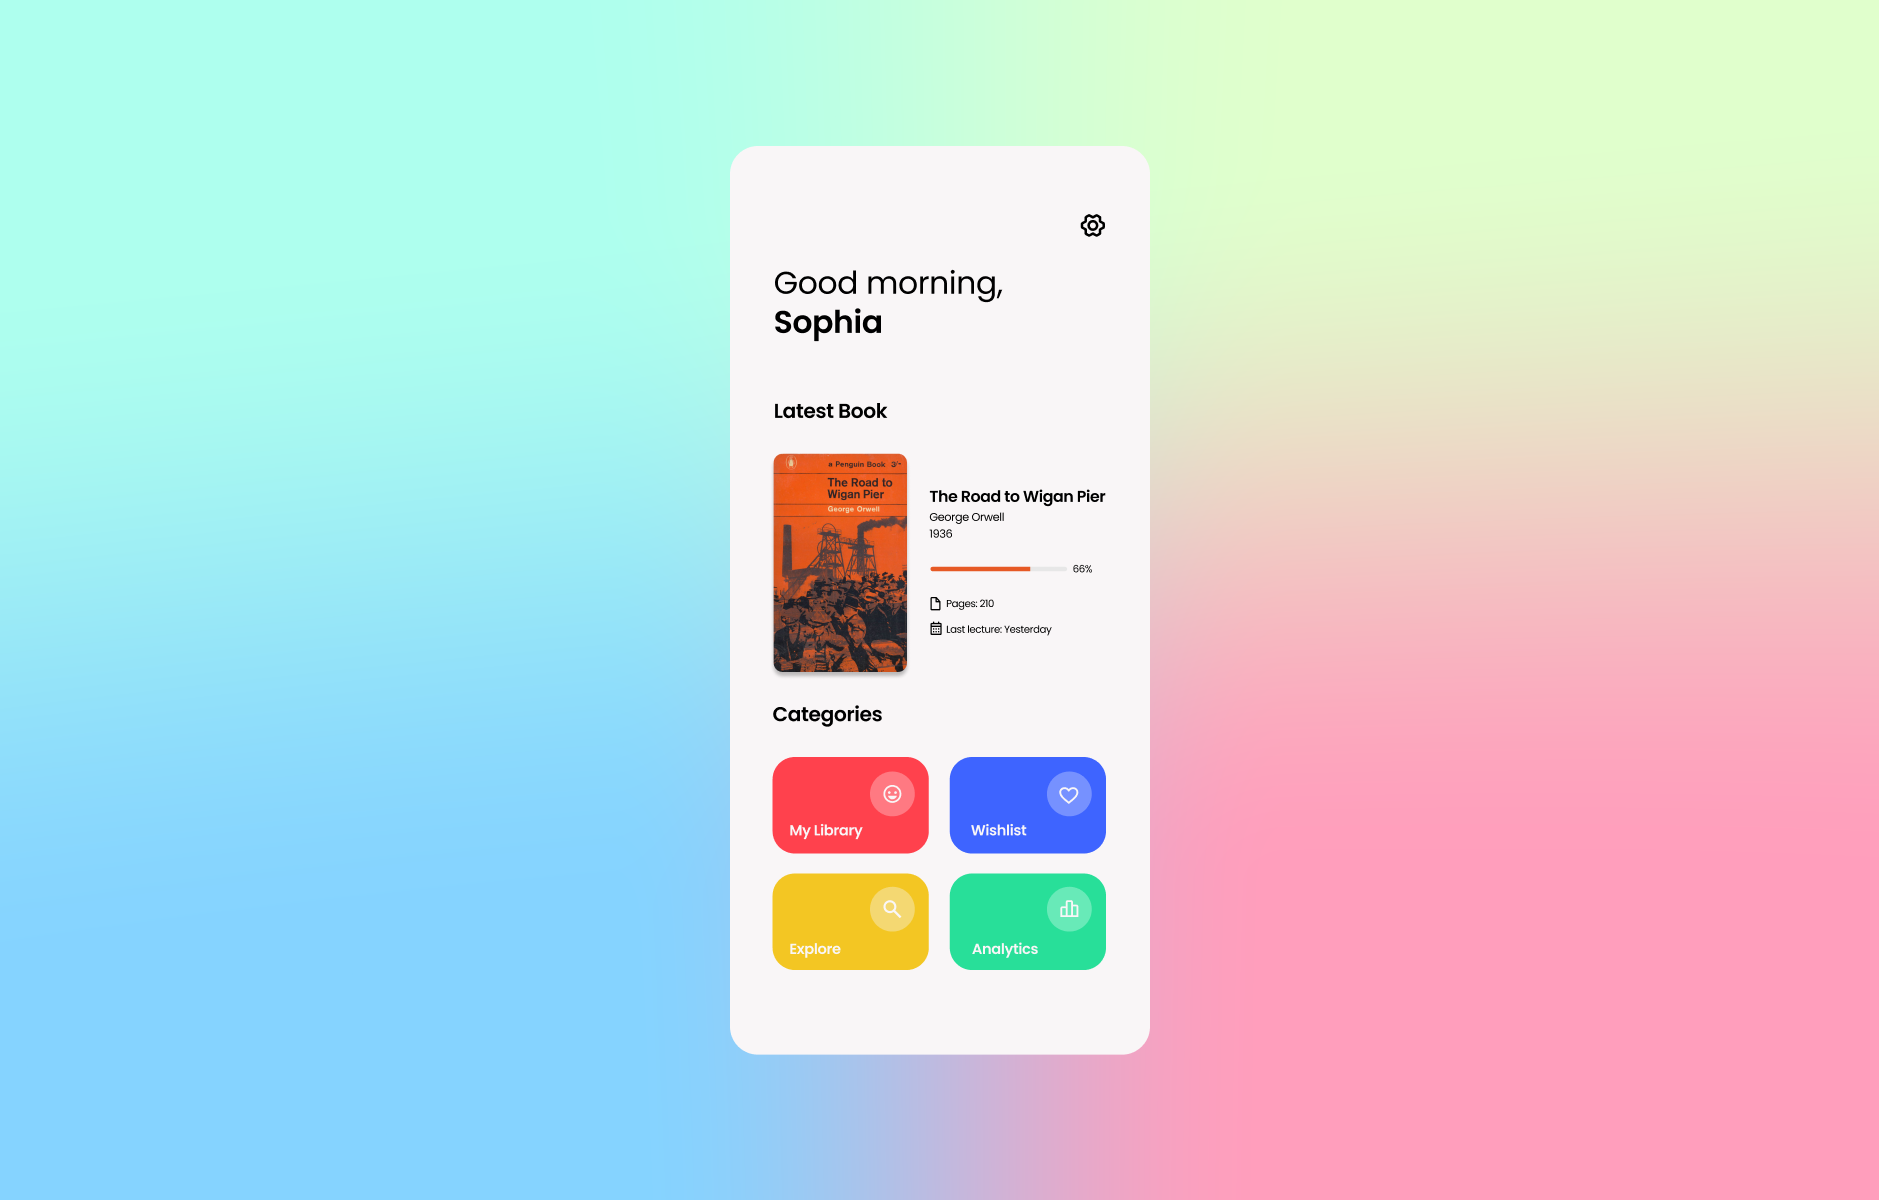 Good morning,
Sophia
Latest Book
a Penguin Book 3/-
The Road to
Wigan Pier
George Orwell
The Road to Wigan Pier
George Orwell
1936
66%
Pages: 210
Last lecture: Yesterday
Categories
My Library
Wishlist
Explore
Analytics